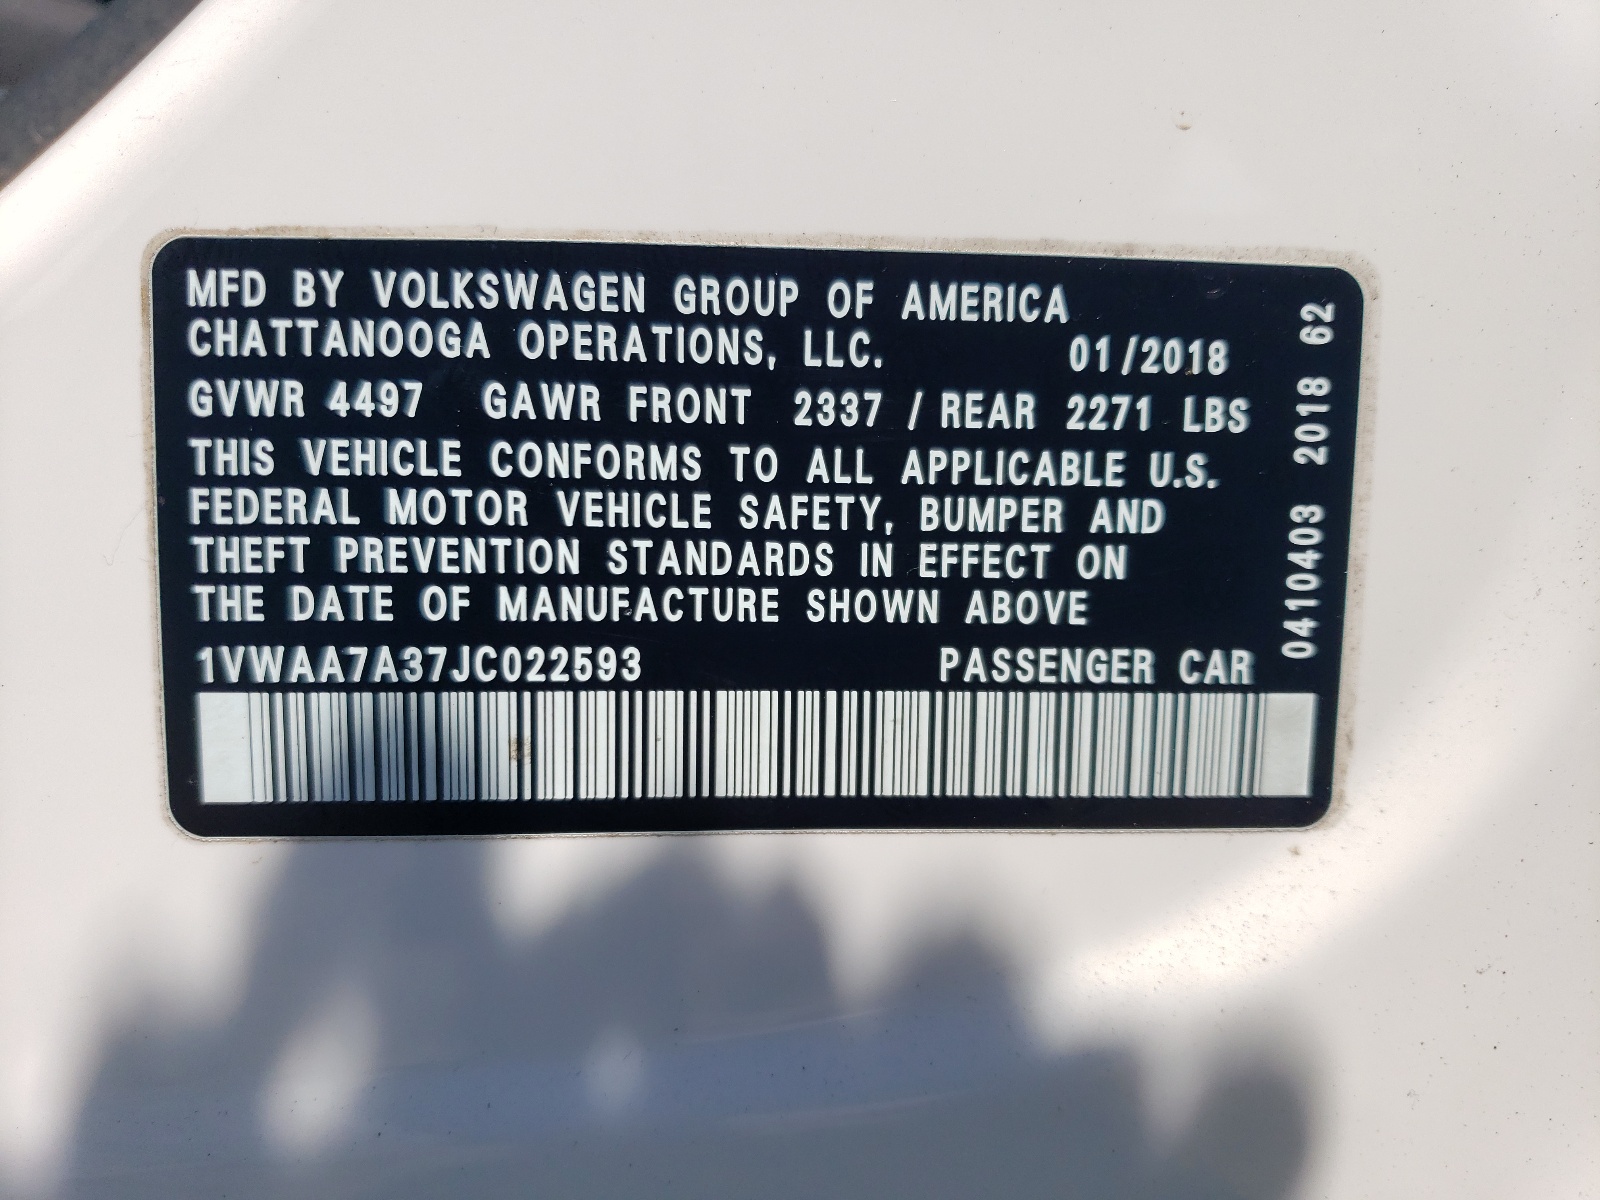 MFD BY VOLKSWAGEN GROUP OF AMERICA
CHATTANOOGA OPERATIONS, LLC. 01/2018
GVWR 4497 GAWR FRONT 2337 / REAR 2271 LBS
THIS VEHICLE CONFORMS TO ALL APPLICABLE U.S.
FEDERAL MOTOR VEHICLE SAFETY, BUMPER AND
THEFT PREVENTION STANDARDS IN EFFECT ON
THE DATE OF MANUFACTURE SHOWN ABOVE
1VWAA7A37JC022593 PASSENGER CAR
0410403 2018 62